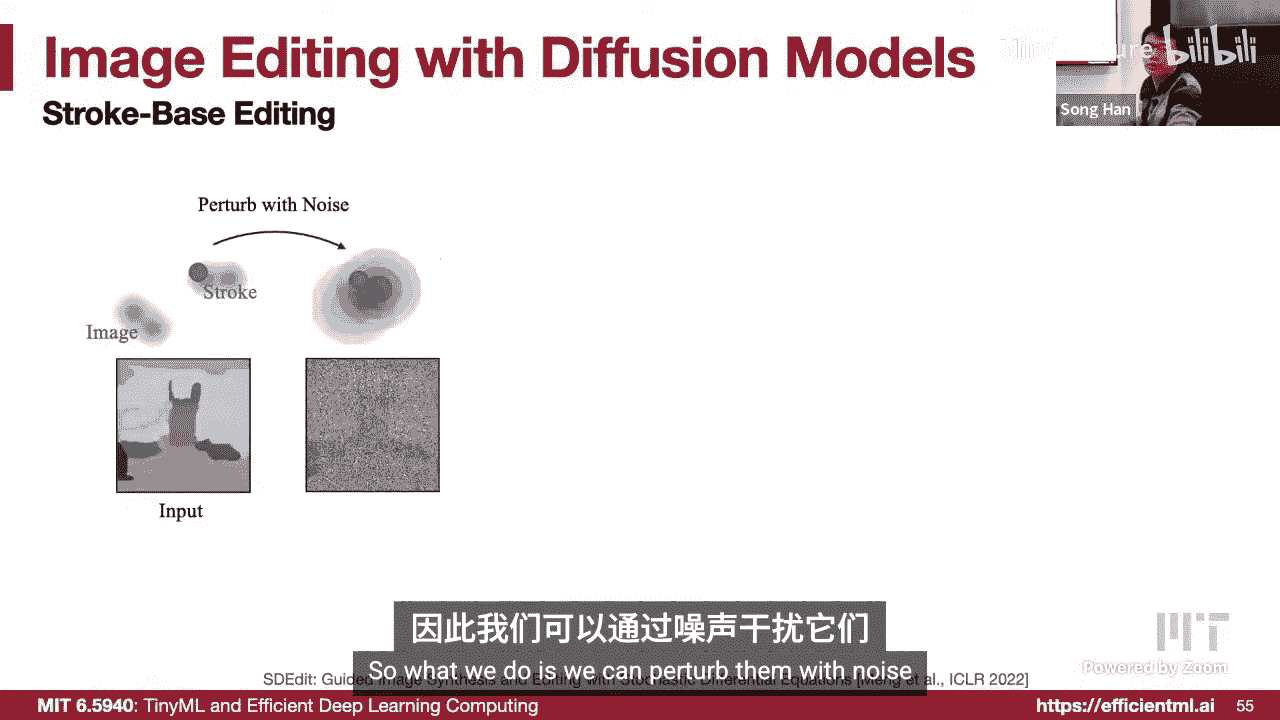 Image Editing with Diffusion Models
bilibili
Stroke-Base Editing
Song Han
Perturb with Noise
Stroke
Image
Input
因此我们可以通过噪声干扰它们
So what we do is we can perturb them with noise
SDEdit: Guided Image Synthesis and Editing with Stochastic Differential Equations [Meng et al., ICLR 2022]
MIT
Powered by Zoom
MIT 6.5940: TinyML and Efficient Deep Learning Computing
https://efficientml.ai
55